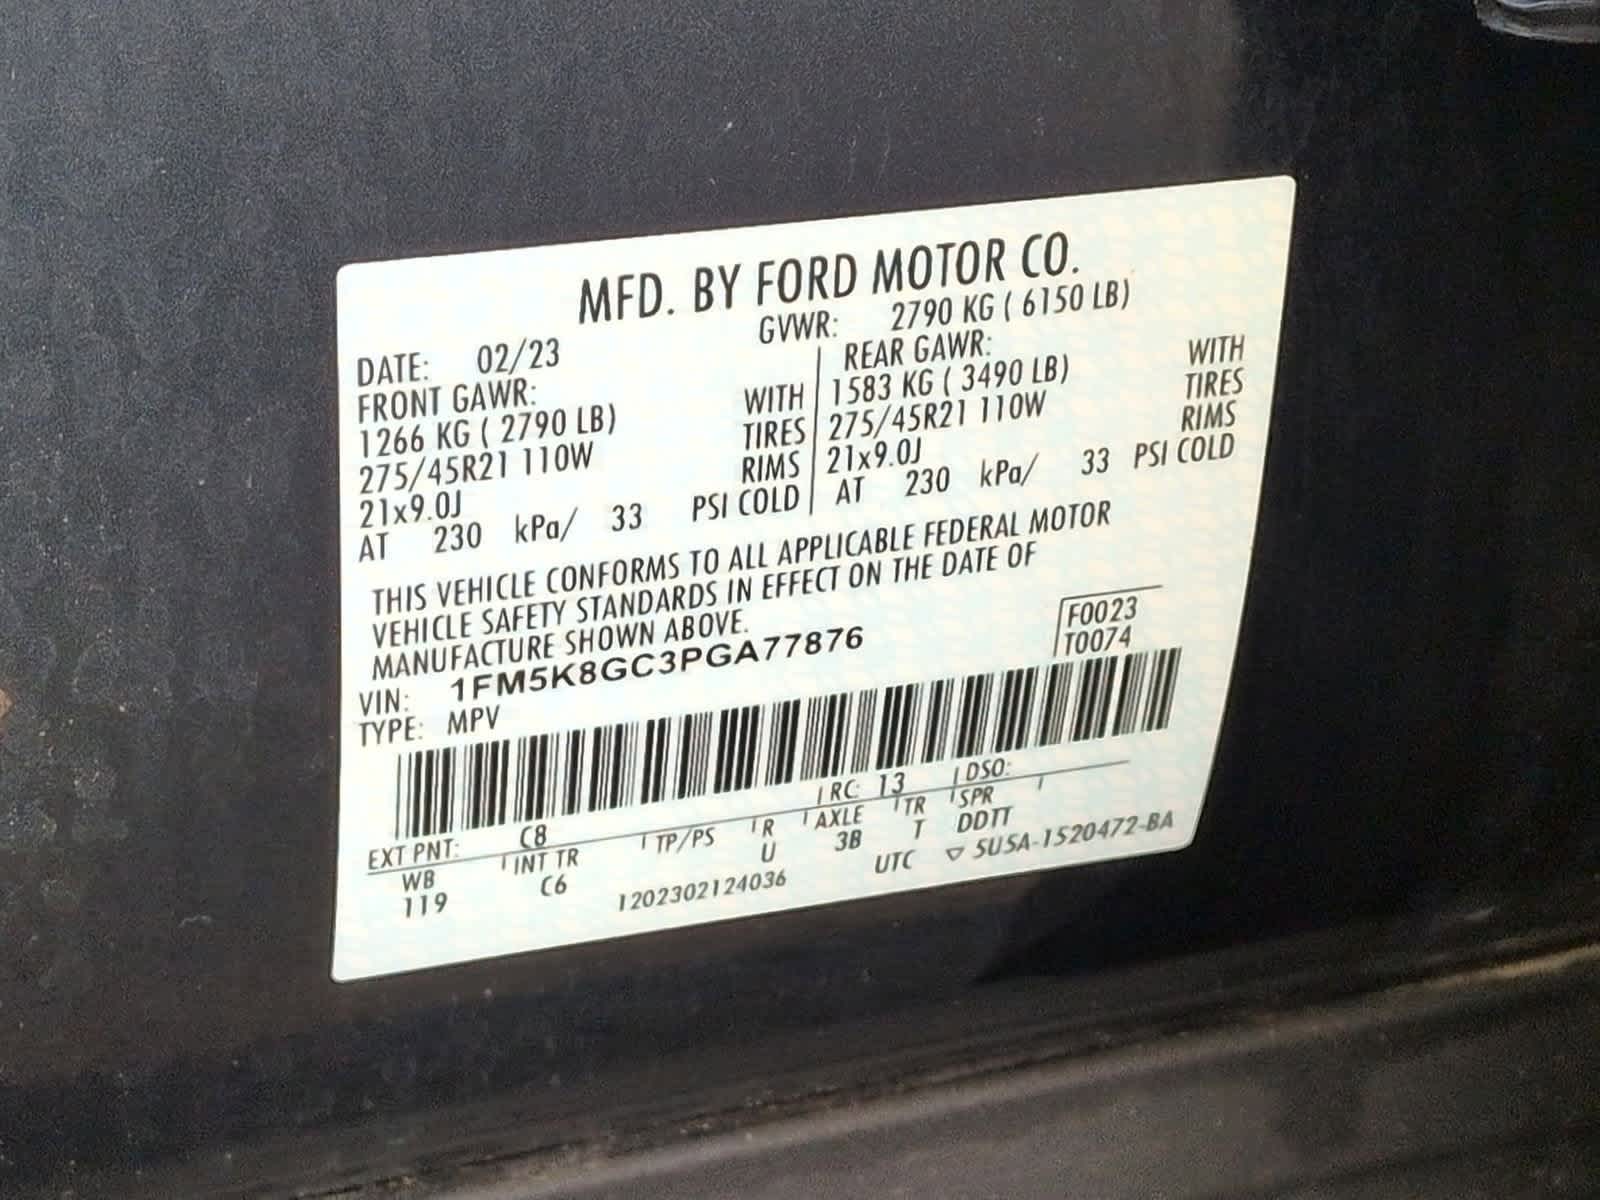 MFD. BY FORD MOTOR CO.
DATE: 02/23 GVWR: 2790 KG ( 6150 LB)
FRONT GAWR: REAR GAWR:
1266 KG ( 2790 LB) WITH 1583 KG ( 3490 LB) WITH
275/45R21 110W TIRES 275/45R21 110W TIRES
21x9.0J RIMS 21x9.0J RIMS
AT 230 kPa/ 33 PSI COLD AT 230 kPa/ 33 PSI COLD
THIS VEHICLE CONFORMS TO ALL APPLICABLE FEDERAL MOTOR
VEHICLE SAFETY STANDARDS IN EFFECT ON THE DATE OF
MANUFACTURE SHOWN ABOVE.
F0023
VIN: 1FM5K8GC3PGA77876 T0074
TYPE: MPV
EXT PNT: C8 RC: 13 DSO:
WB INT TR TP/PS R AXLE TR SPR
119 C6 U 3B T DDTT
1202302124036 UTC ▽ 5U5A-1520472-BA